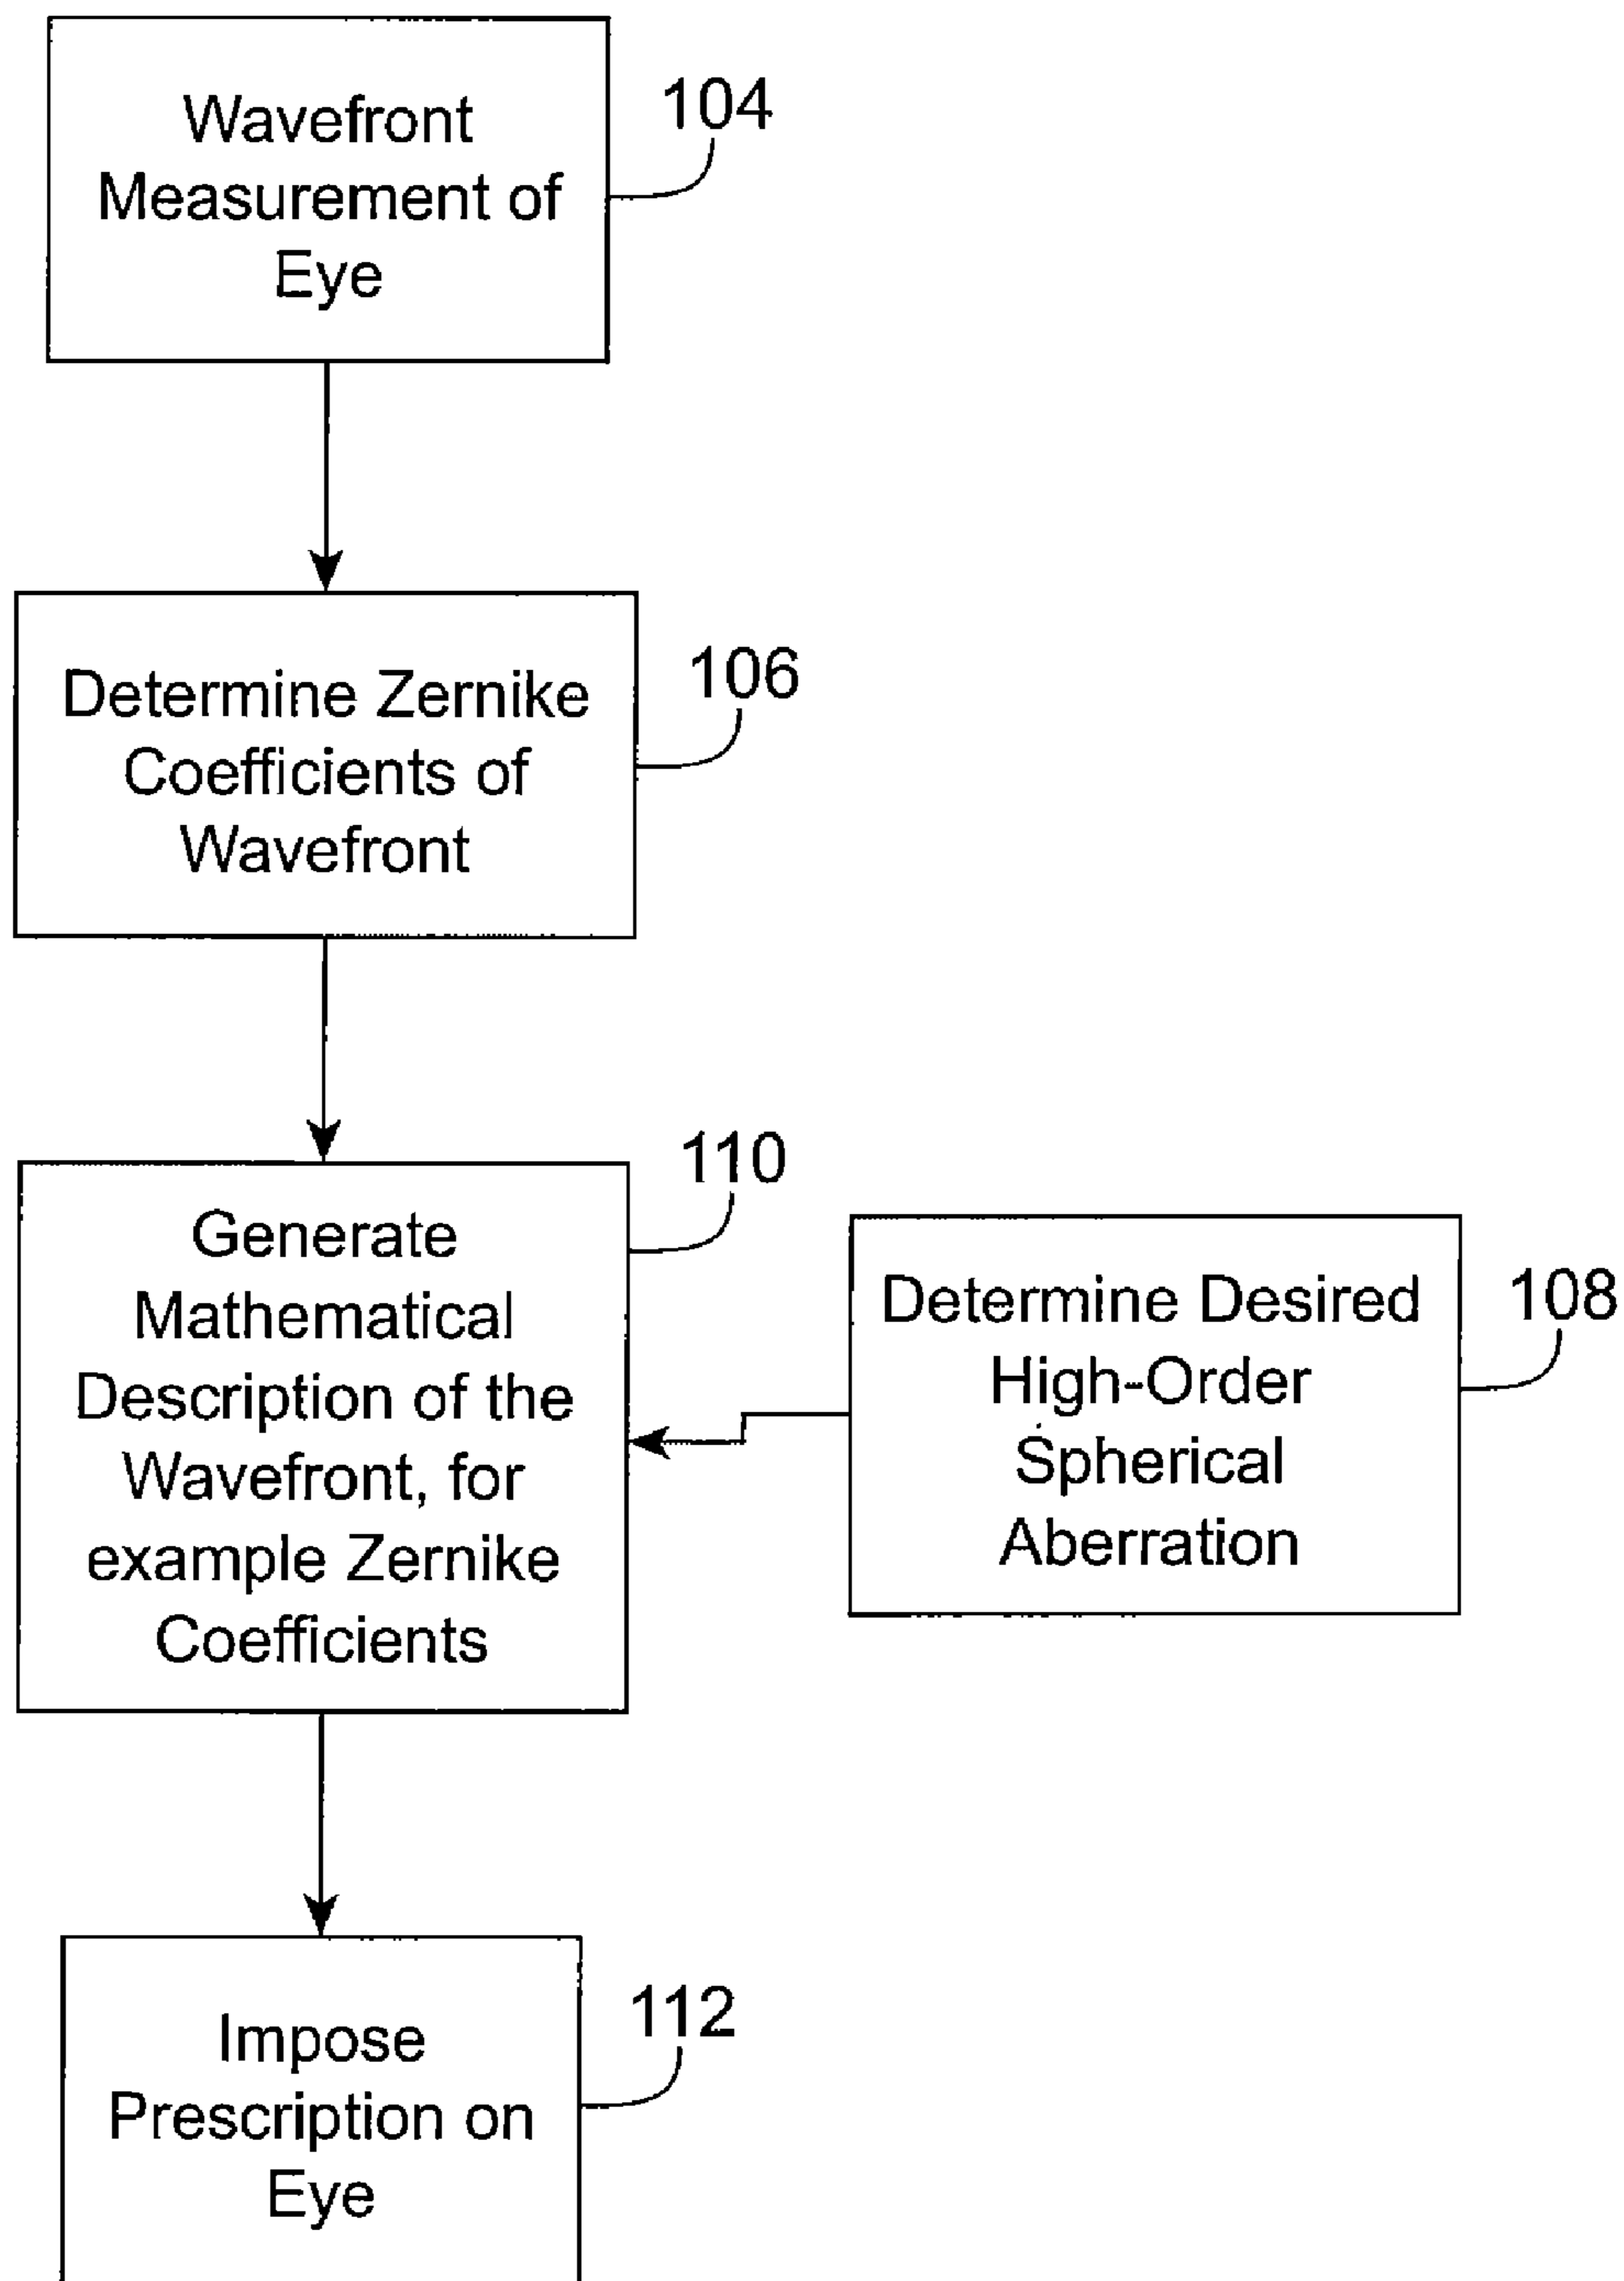 Wavefront
Measurement of
Eye
104
Determine Zernike
Coefficients of
Wavefront
106
Generate
Mathematical
Description of the
Wavefront, for
example Zernike
Coefficients
110
Determine Desired
High-Order
Spherical
Aberration
108
Impose
Prescription on
Eye
112